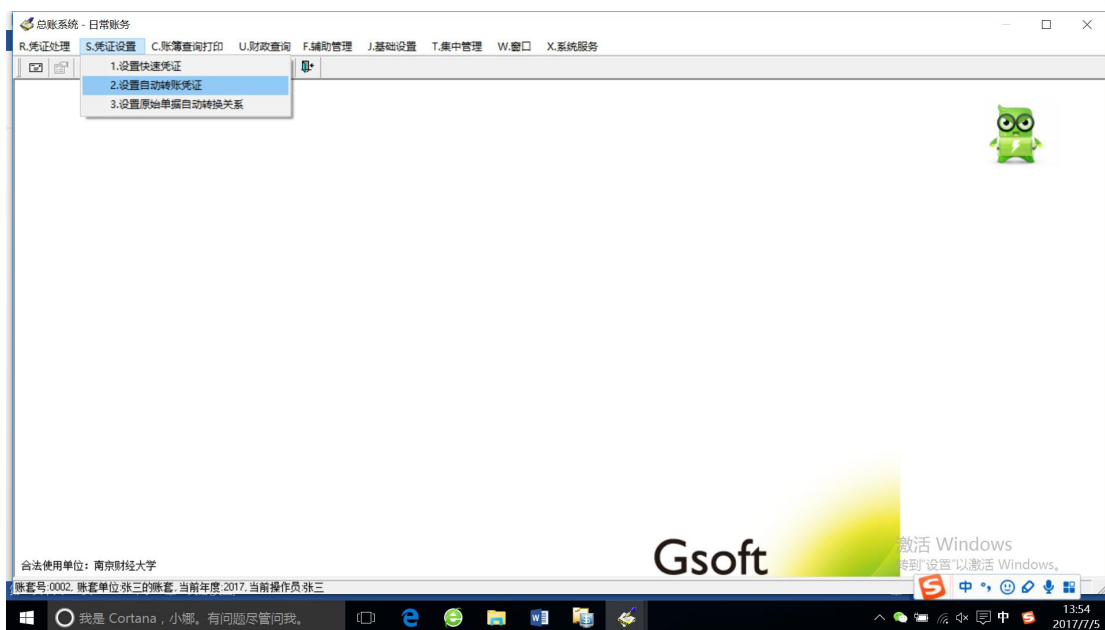 总账系统 - 日常账务
R.凭证处理 S.凭证设置 C.账簿查询打印 U.财政查询 F.辅助管理 J.基础设置 T.集中管理 W.窗口 X.系统服务
1.设置快速凭证
2.设置自动转账凭证
3.设置原始单据自动转换关系
Gsoft
激活 Windows
转到"设置"以激活 Windows。
合法使用单位：南京财经大学
账套号:0002, 账套单位:张三的账套, 当前年度:2017, 当前操作员:张三
S 中
我是 Cortana，小娜。有问题尽管问我。
中 S 13:54
2017/7/5